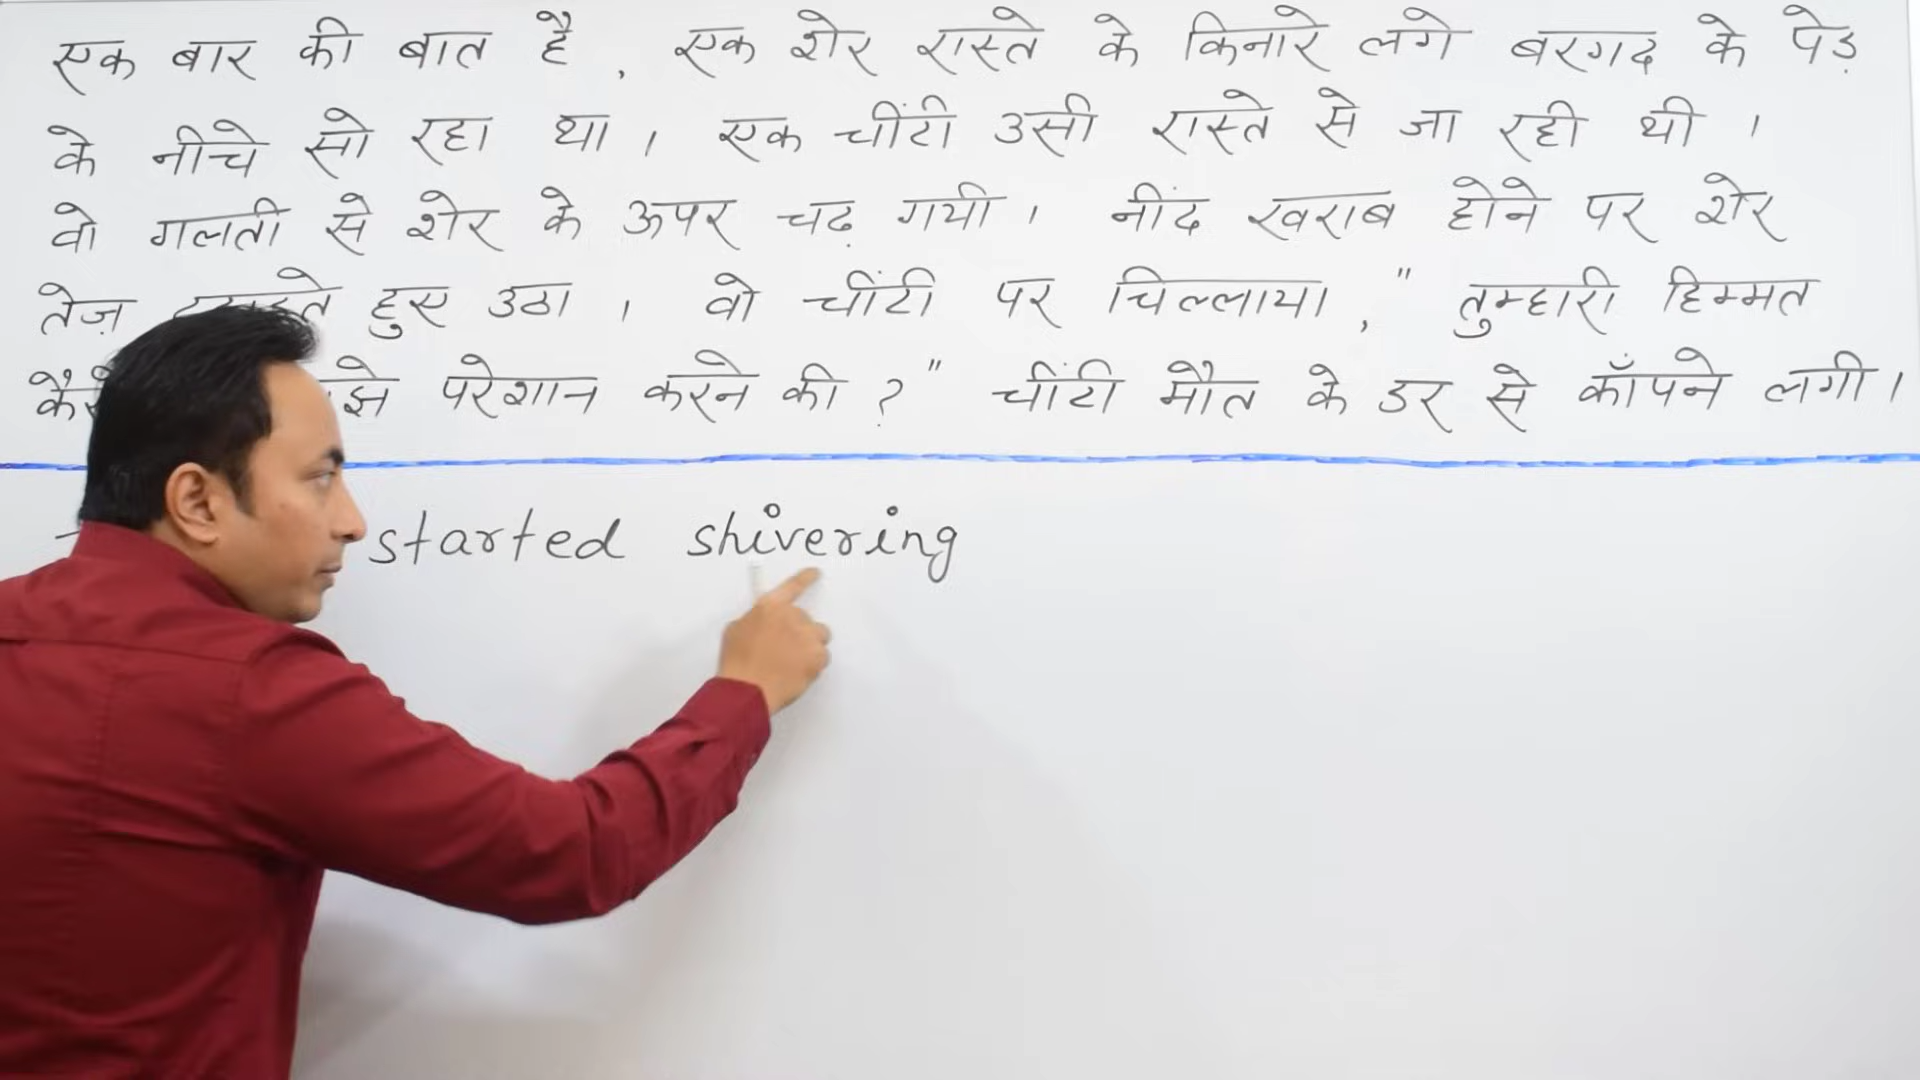 एक बार की बात है, एक शेर रास्ते के किनारे लगे बरगद के पेड़
के नीचे सो रहा था। एक चींटी उसी रास्ते से जा रही थी।
वो गलती से शेर के ऊपर चढ़ गयी। नींद खराब होने पर शेर
तेज़ हुए उठा। वो चींटी पर चिल्लाया, " तुम्हारी हिम्मत
परेशान करने की ?" चींटी मौत के डर से काँपने लगी।
started shivering